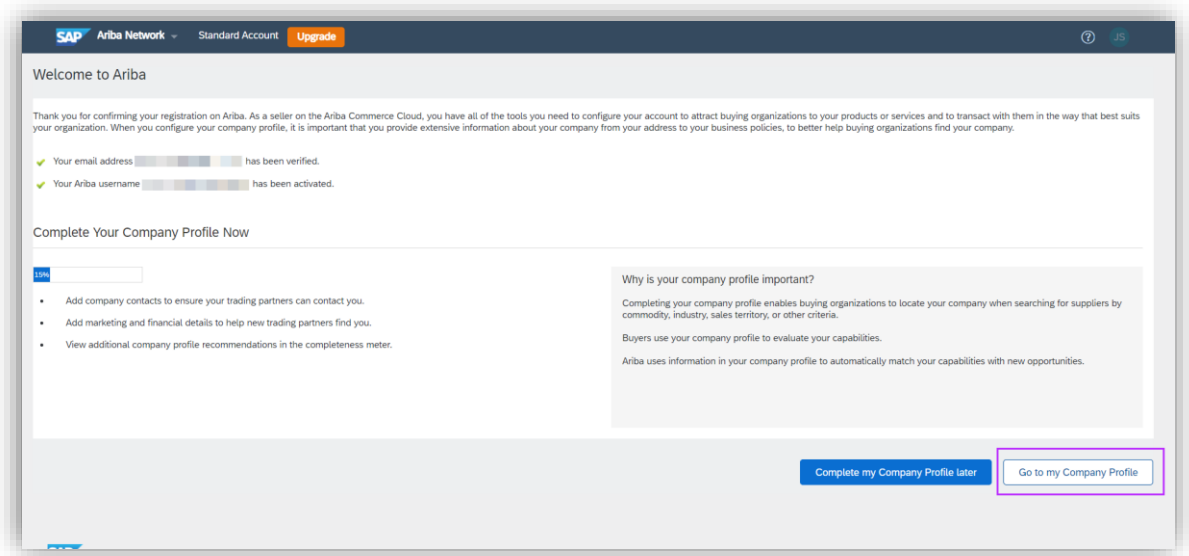 SAP Ariba Network Standard Account Upgrade ? JS
Welcome to Ariba
Thank you for confirming your registration on Ariba. As a seller on the Ariba Commerce Cloud, you have all of the tools you need to configure your account to attract buying organizations to your products or services and to transact with them in the way that best suits
your organization. When you configure your company profile, it is important that you provide extensive information about your company from your address to your business policies, to better help buying organizations find your company.
Your email address has been verified.
Your Ariba username has been activated.
Complete Your Company Profile Now
15%
• Add company contacts to ensure your trading partners can contact you.
• Add marketing and financial details to help new trading partners find you.
• View additional company profile recommendations in the completeness meter.
Why is your company profile important?
Completing your company profile enables buying organizations to locate your company when searching for suppliers by
commodity, industry, sales territory, or other criteria.
Buyers use your company profile to evaluate your capabilities.
Ariba uses information in your company profile to automatically match your capabilities with new opportunities.
Complete my Company Profile later
Go to my Company Profile
SAP